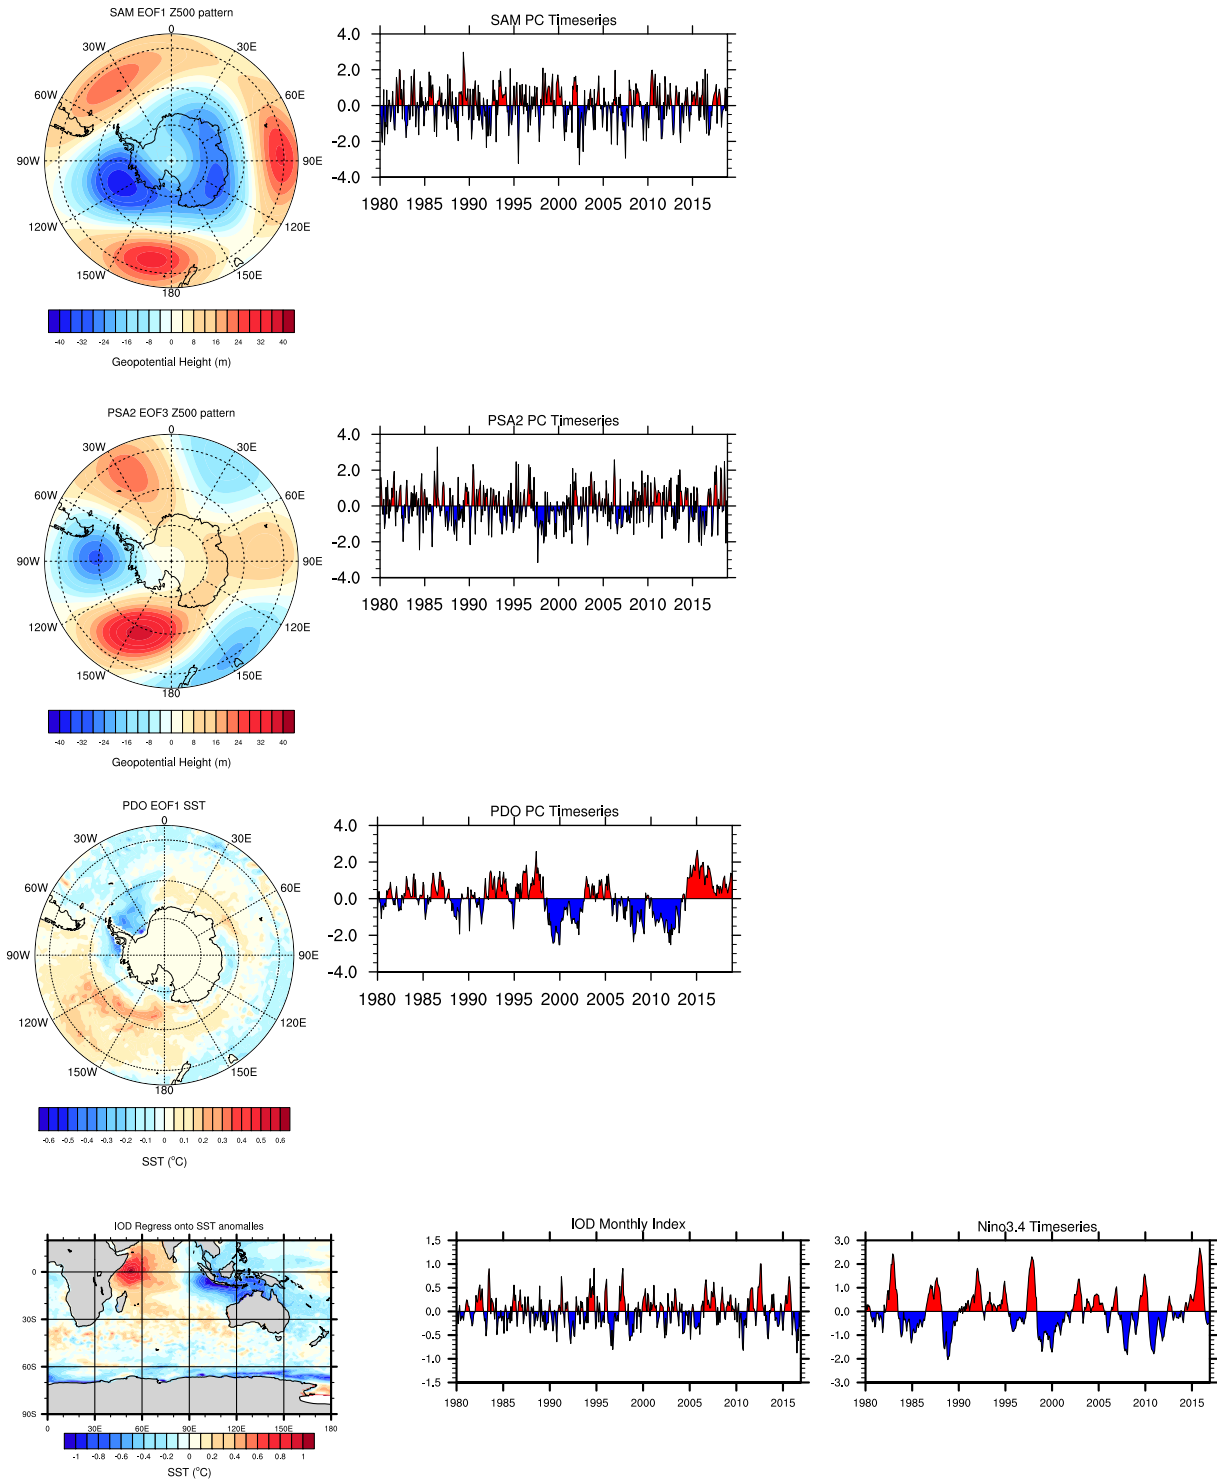 SAM EOF1 Z500 pattern
0
30W 30E
60W 60E
90W 90E
120W 120E
150W 150E
180
-40 -32 -24 -16 -8 0 8 16 24 32 40
Geopotential Height (m)
SAM PC Timeseries
4.0
2.0
0.0
-2.0
-4.0
1980 1985 1990 1995 2000 2005 2010 2015
PSA2 EOF3 Z500 pattern
0
30W 30E
60W 60E
90W 90E
120W 120E
150W 150E
180
-40 -32 -24 -16 -8 0 8 16 24 32 40
Geopotential Height (m)
PSA2 PC Timeseries
4.0
2.0
0.0
-2.0
-4.0
1980 1985 1990 1995 2000 2005 2010 2015
PDO EOF1 SST
0
30W 30E
60W 60E
90W 90E
120W 120E
150W 150E
180
-0.6 -0.5 -0.4 -0.3 -0.2 -0.1 0 0.1 0.2 0.3 0.4 0.5 0.6
SST (°C)
PDO PC Timeseries
4.0
2.0
0.0
-2.0
-4.0
1980 1985 1990 1995 2000 2005 2010 2015
IOD Regress onto SST anomalies
0
30S
60S
90S
0 30E 60E 90E 120E 150E 180
-1 -0.8 -0.6 -0.4 -0.2 0 0.2 0.4 0.6 0.8 1
SST (°C)
IOD Monthly Index
1.5
1.0
0.5
0.0
-0.5
-1.0
-1.5
1980 1985 1990 1995 2000 2005 2010 2015
Nino3.4 Timeseries
3.0
2.0
1.0
0.0
-1.0
-2.0
-3.0
1980 1985 1990 1995 2000 2005 2010 2015